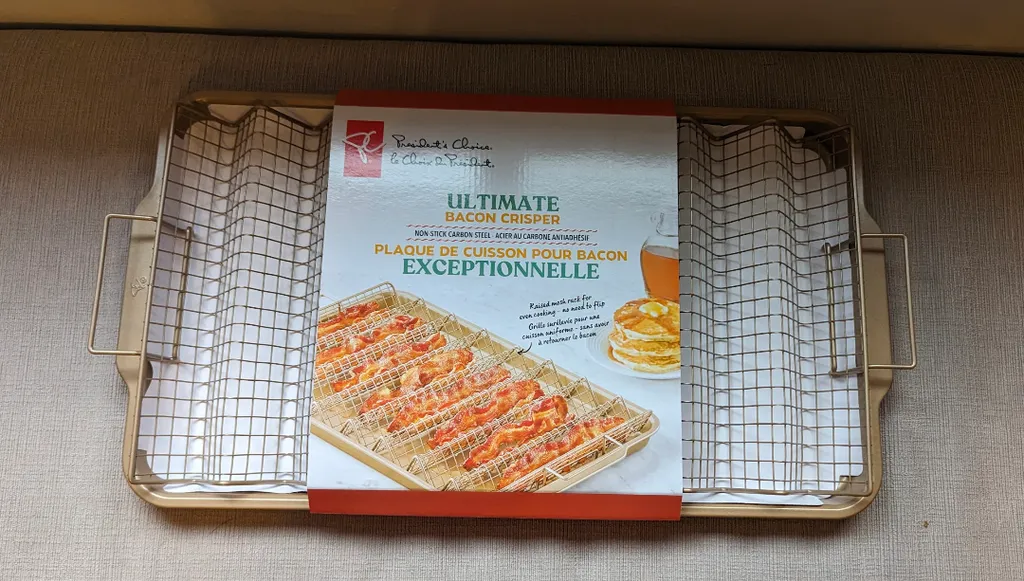 President's Choice.
le Choix du Président.
ULTIMATE
BACON CRISPER
NON STICK CARBON STEEL · ACIER AU CARBONE ANTIADHÉSIF
PLAQUE DE CUISSON POUR BACON
EXCEPTIONNELLE
Raised mesh rack for
even cooking – no need to flip
Grille surélevée pour une
cuisson uniforme – sans avoir
à retourner le bacon